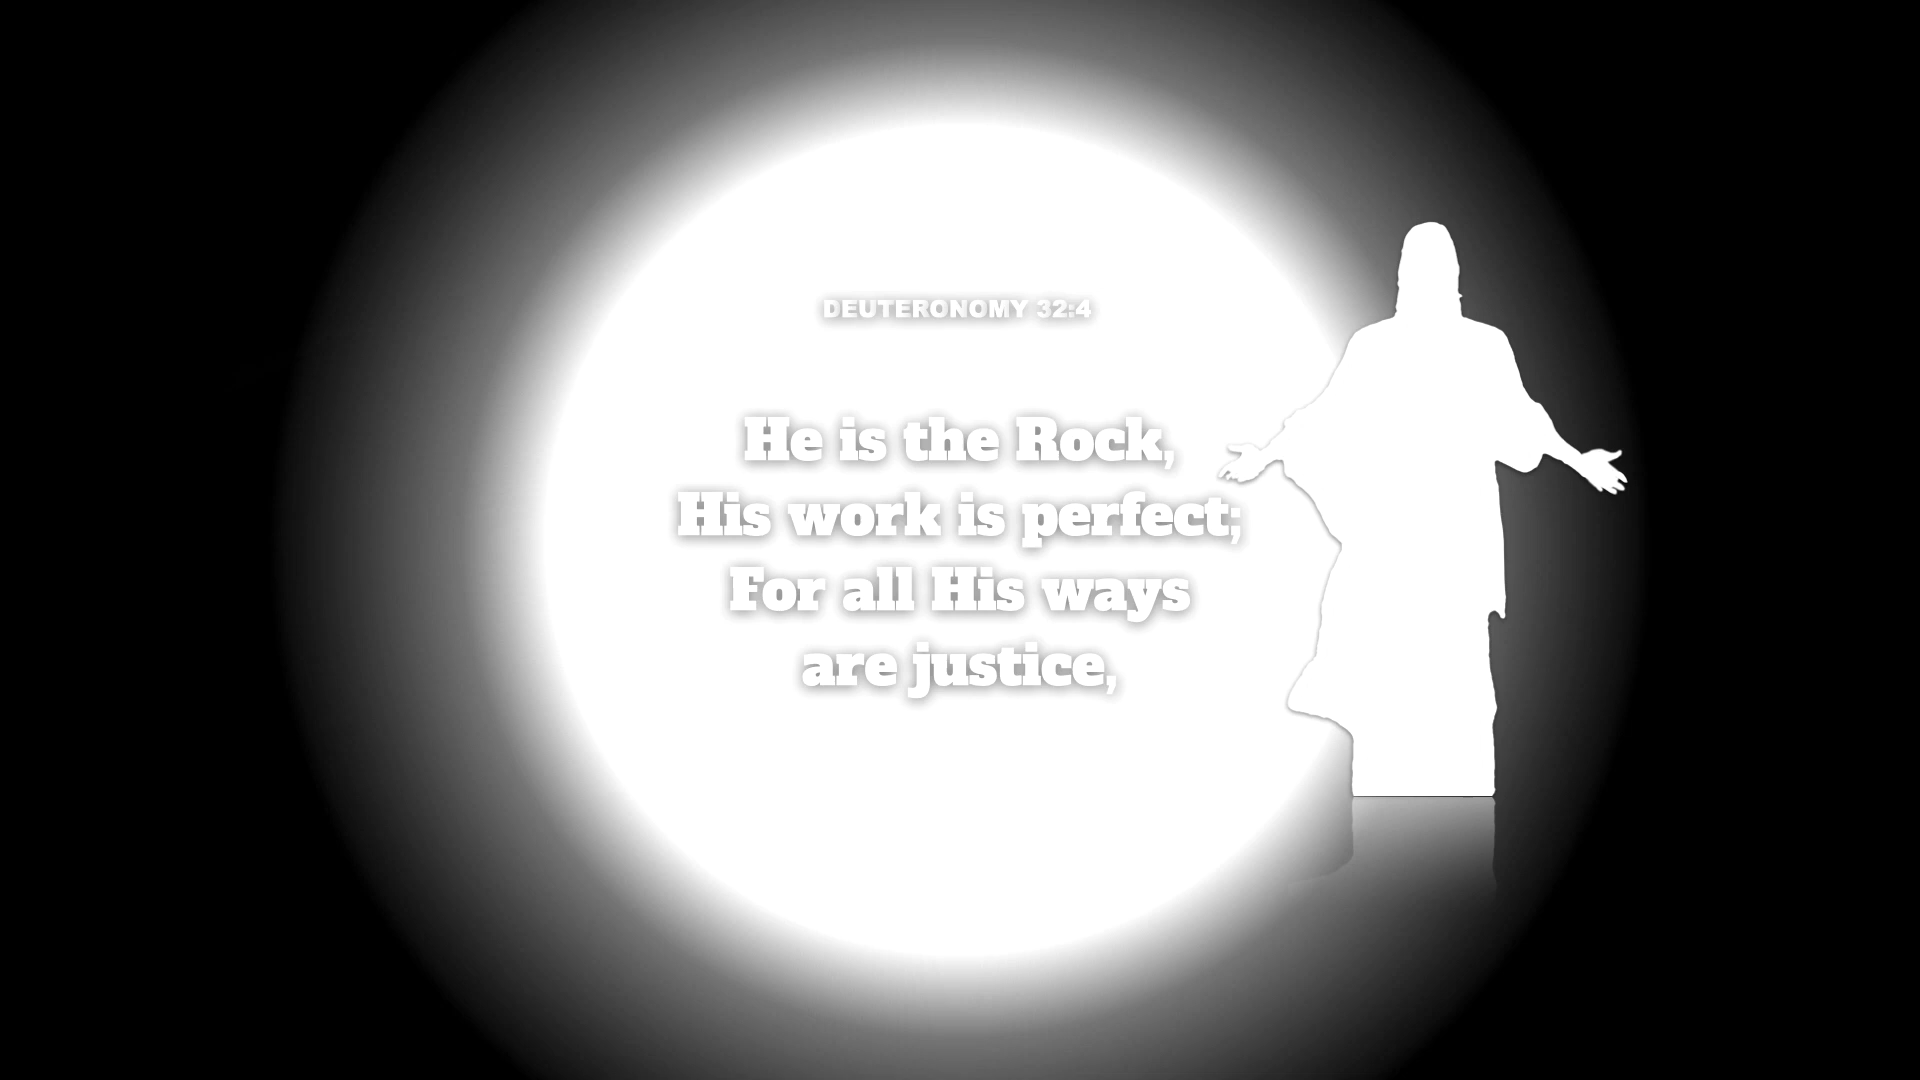 DEUTERONOMY 32:4
He is the Rock,
His work is perfect;
For all His ways
are justice,